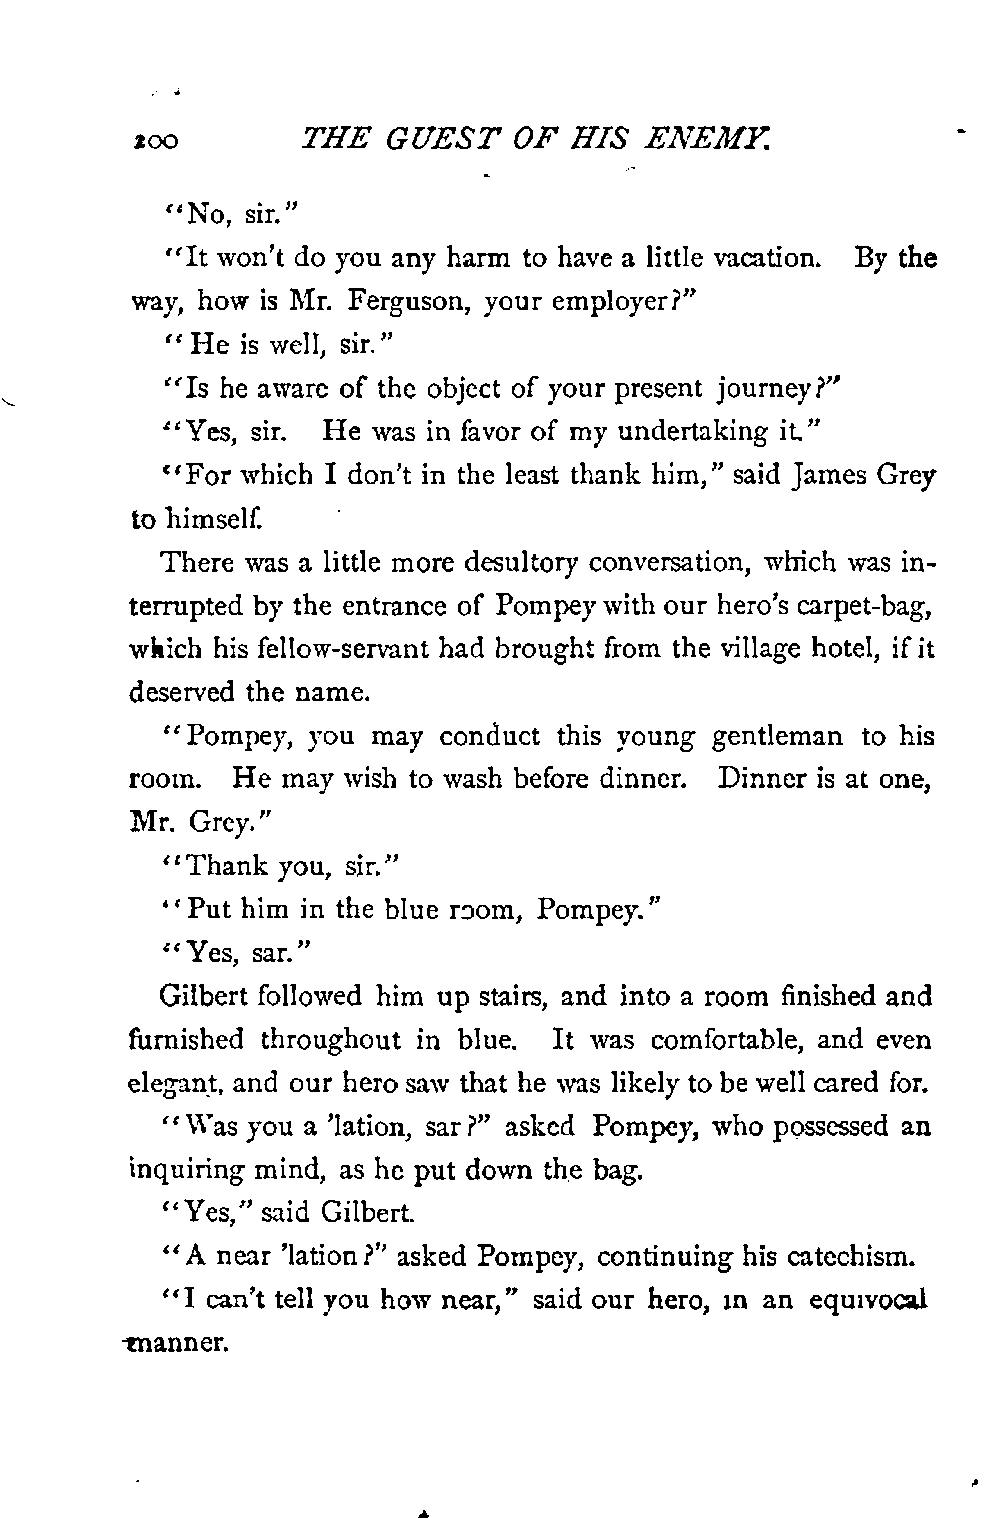 200 THE GUEST OF HIS ENEMY.
"No, sir."
"It won't do you any harm to have a little vacation. By the
way, how is Mr. Ferguson, your employer?"
"He is well, sir."
"Is he aware of the object of your present journey?"
"Yes, sir. He was in favor of my undertaking it."
"For which I don't in the least thank him," said James Grey
to himself.
There was a little more desultory conversation, which was in-
terrupted by the entrance of Pompey with our hero's carpet-bag,
which his fellow-servant had brought from the village hotel, if it
deserved the name.
"Pompey, you may conduct this young gentleman to his
room. He may wish to wash before dinner. Dinner is at one,
Mr. Grey."
"Thank you, sir."
"Put him in the blue room, Pompey."
"Yes, sar."
Gilbert followed him up stairs, and into a room finished and
furnished throughout in blue. It was comfortable, and even
elegant, and our hero saw that he was likely to be well cared for.
"Was you a 'lation, sar?" asked Pompey, who possessed an
inquiring mind, as he put down the bag.
"Yes," said Gilbert.
"A near 'lation?" asked Pompey, continuing his catechism.
"I can't tell you how near," said our hero, in an equivocal
manner.